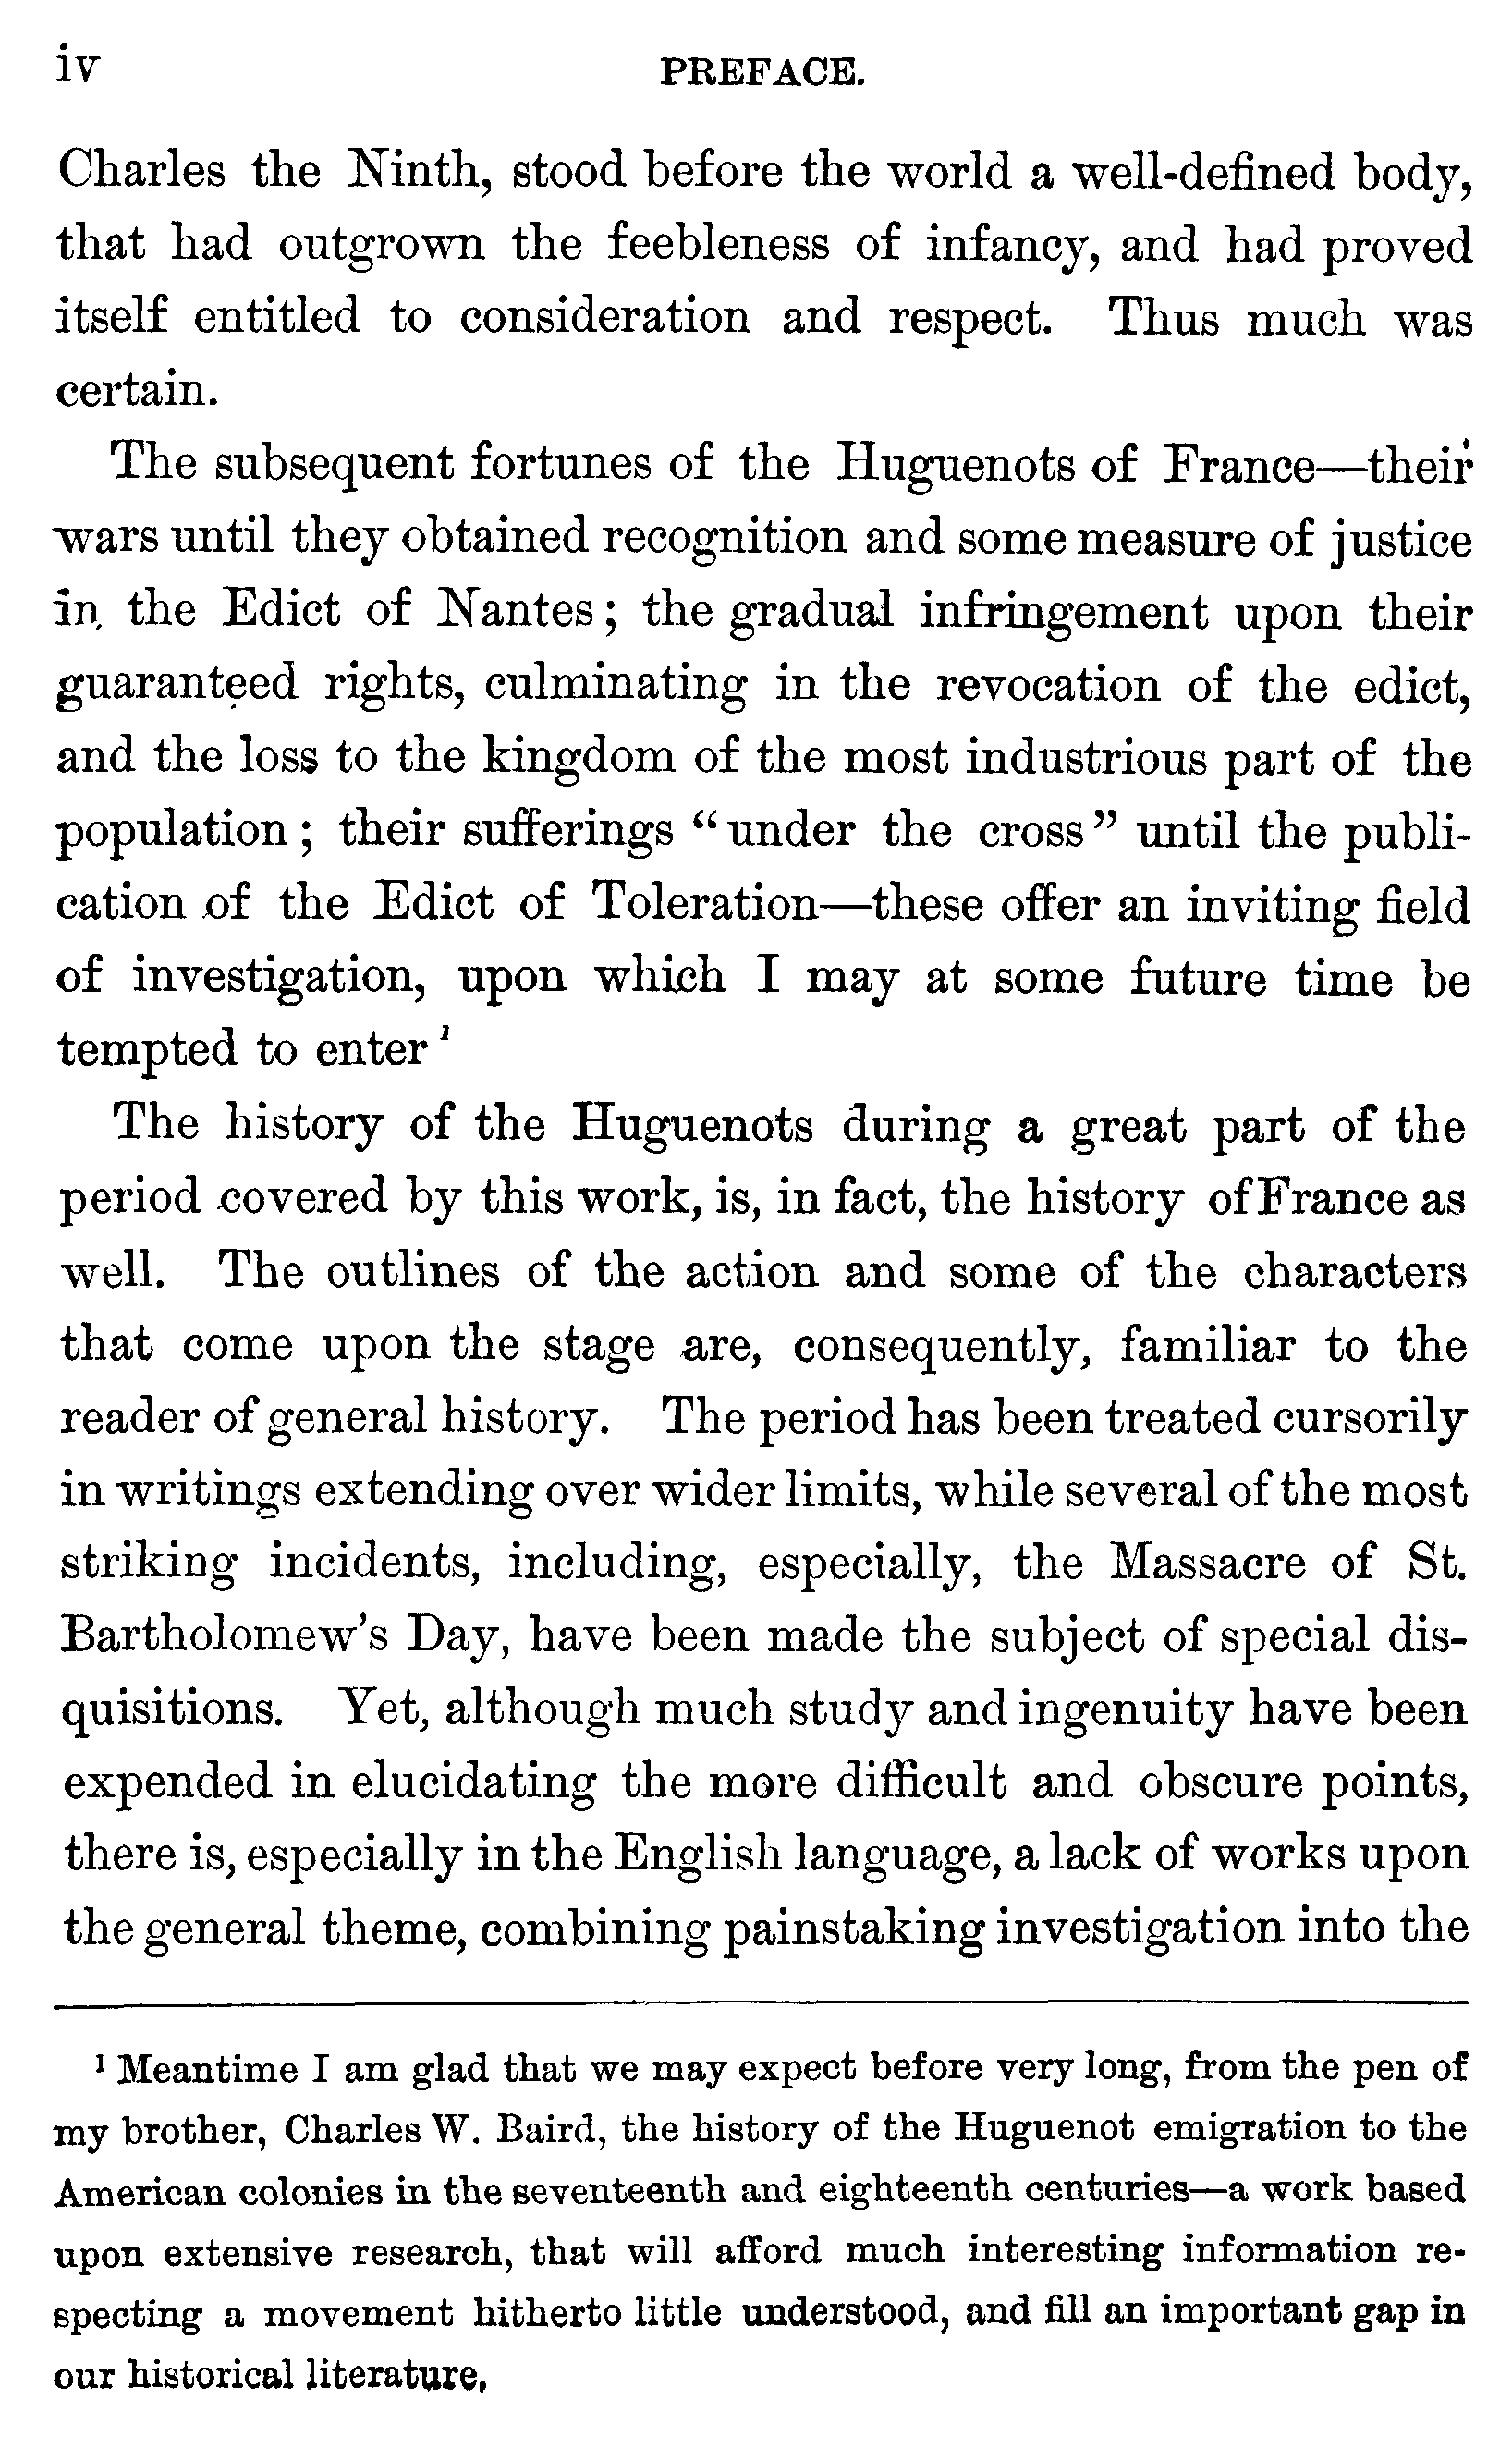 iv PREFACE.
Charles the Ninth, stood before the world a well-defined body,
that had outgrown the feebleness of infancy, and had proved
itself entitled to consideration and respect. Thus much was
certain.
The subsequent fortunes of the Huguenots of France—their
wars until they obtained recognition and some measure of justice
in the Edict of Nantes; the gradual infringement upon their
guaranteed rights, culminating in the revocation of the edict,
and the loss to the kingdom of the most industrious part of the
population; their sufferings “under the cross” until the publi-
cation of the Edict of Toleration—these offer an inviting field
of investigation, upon which I may at some future time be
tempted to enter ¹
The history of the Huguenots during a great part of the
period covered by this work, is, in fact, the history of France as
well. The outlines of the action and some of the characters
that come upon the stage are, consequently, familiar to the
reader of general history. The period has been treated cursorily
in writings extending over wider limits, while several of the most
striking incidents, including, especially, the Massacre of St.
Bartholomew’s Day, have been made the subject of special dis-
quisitions. Yet, although much study and ingenuity have been
expended in elucidating the more difficult and obscure points,
there is, especially in the English language, a lack of works upon
the general theme, combining painstaking investigation into the
¹ Meantime I am glad that we may expect before very long, from the pen of
my brother, Charles W. Baird, the history of the Huguenot emigration to the
American colonies in the seventeenth and eighteenth centuries—a work based
upon extensive research, that will afford much interesting information re-
specting a movement hitherto little understood, and fill an important gap in
our historical literature.